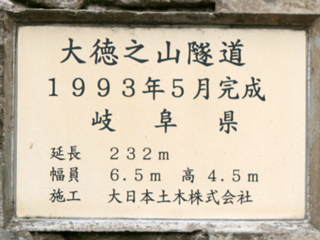 大徳之山隧道
1993年5月完成
岐阜県
延長 232m
幅員 6.5m 高 4.5m
施工 大日本土木株式会社